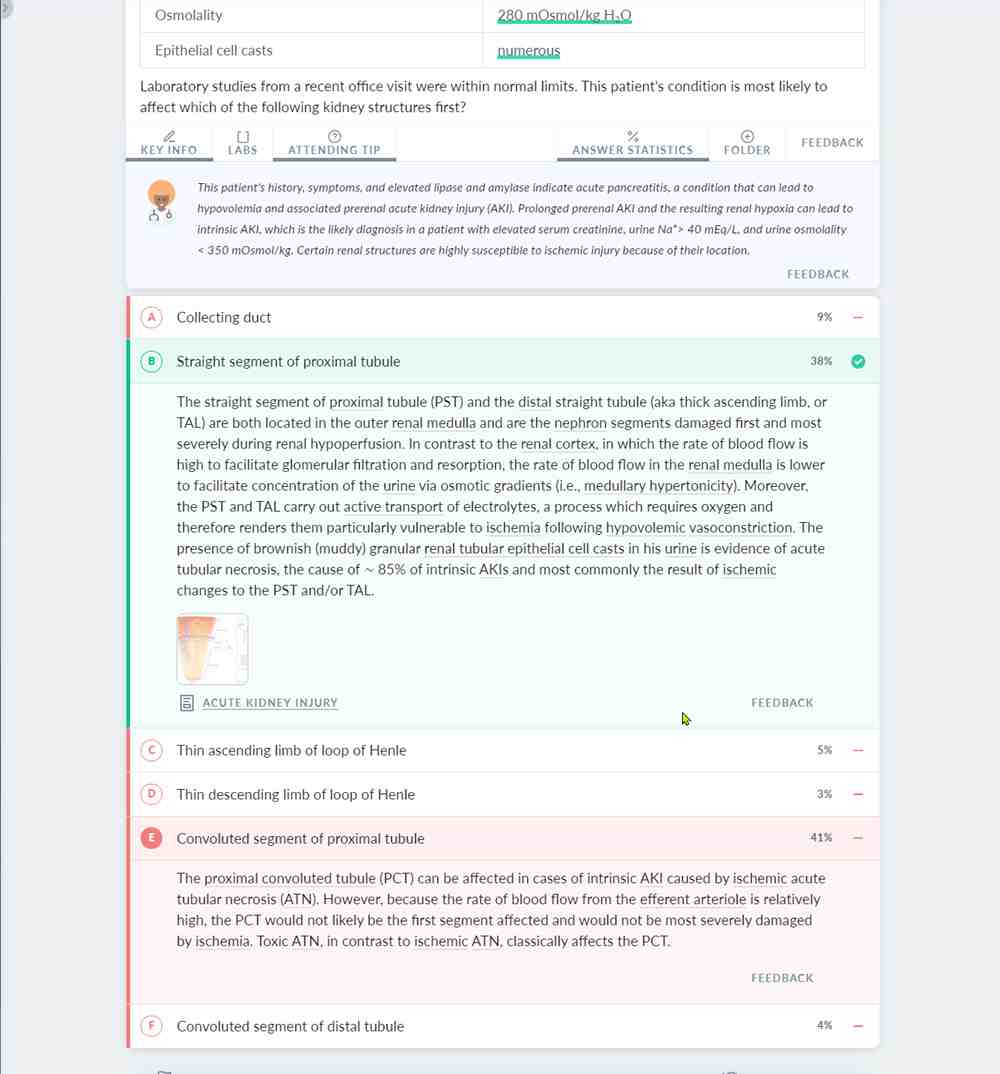 Osmolality 280 mOsmol/kg H₂O
Epithelial cell casts numerous
Laboratory studies from a recent office visit were within normal limits. This patient's condition is most likely to
affect which of the following kidney structures first?
KEY INFO LABS ATTENDING TIP ANSWER STATISTICS FOLDER FEEDBACK
This patient's history, symptoms, and elevated lipase and amylase indicate acute pancreatitis, a condition that can lead to
hypovolemia and associated prerenal acute kidney injury (AKI). Prolonged prerenal AKI and the resulting renal hypoxia can lead to
intrinsic AKI, which is the likely diagnosis in a patient with elevated serum creatinine, urine Na⁺> 40 mEq/L, and urine osmolality
< 350 mOsmol/kg. Certain renal structures are highly susceptible to ischemic injury because of their location.
FEEDBACK
A Collecting duct 9%
B Straight segment of proximal tubule 38%
The straight segment of proximal tubule (PST) and the distal straight tubule (aka thick ascending limb, or
TAL) are both located in the outer renal medulla and are the nephron segments damaged first and most
severely during renal hypoperfusion. In contrast to the renal cortex, in which the rate of blood flow is
high to facilitate glomerular filtration and resorption, the rate of blood flow in the renal medulla is lower
to facilitate concentration of the urine via osmotic gradients (i.e., medullary hypertonicity). Moreover,
the PST and TAL carry out active transport of electrolytes, a process which requires oxygen and
therefore renders them particularly vulnerable to ischemia following hypovolemic vasoconstriction. The
presence of brownish (muddy) granular renal tubular epithelial cell casts in his urine is evidence of acute
tubular necrosis, the cause of ~ 85% of intrinsic AKIs and most commonly the result of ischemic
changes to the PST and/or TAL.
ACUTE KIDNEY INJURY FEEDBACK
C Thin ascending limb of loop of Henle 5%
D Thin descending limb of loop of Henle 3%
E Convoluted segment of proximal tubule 41%
The proximal convoluted tubule (PCT) can be affected in cases of intrinsic AKI caused by ischemic acute
tubular necrosis (ATN). However, because the rate of blood flow from the efferent arteriole is relatively
high, the PCT would not likely be the first segment affected and would not be most severely damaged
by ischemia. Toxic ATN, in contrast to ischemic ATN, classically affects the PCT.
FEEDBACK
F Convoluted segment of distal tubule 4%